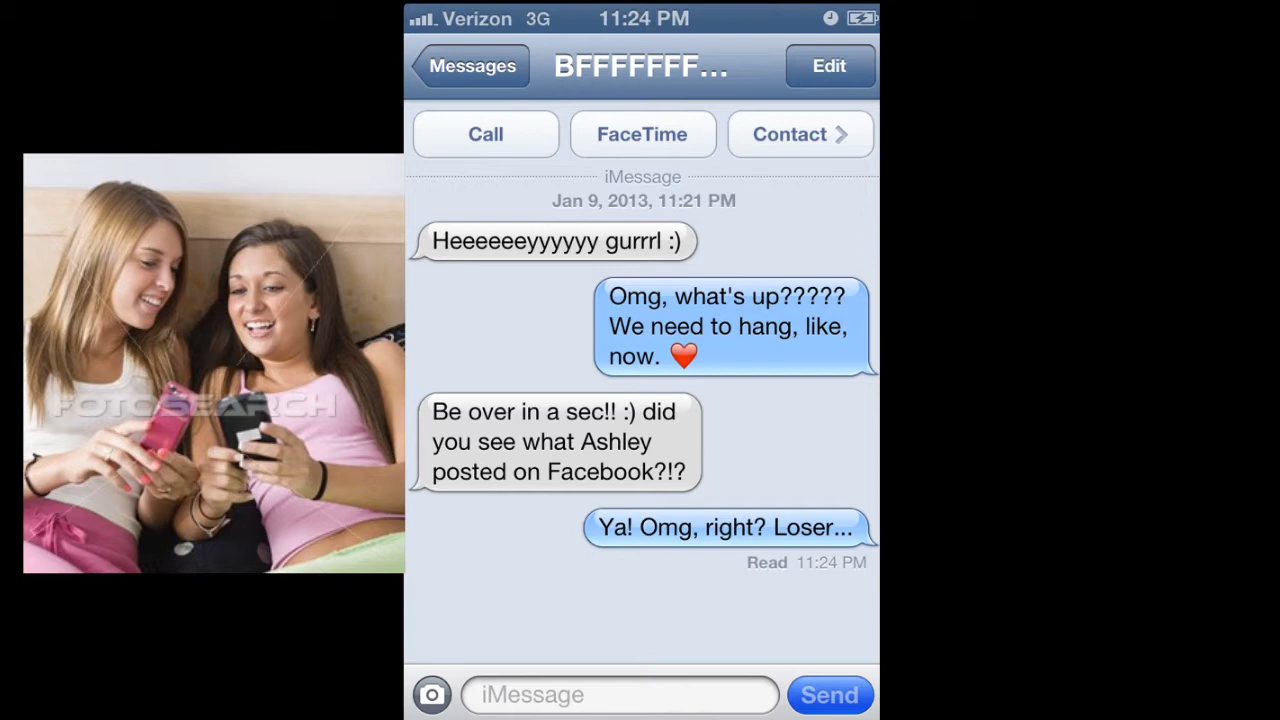 Verizon 3G 11:24 PM
Messages BFFFFFFF... Edit
Call FaceTime Contact
iMessage
Jan 9, 2013, 11:21 PM
Heeeeeeyyyyyy gurrrl :)
Omg, what's up?????
We need to hang, like,
now. ❤️
Be over in a sec!! :) did
you see what Ashley
posted on Facebook?!?
Ya! Omg, right? Loser...
Read 11:24 PM
iMessage Send
FOTOSEARCH